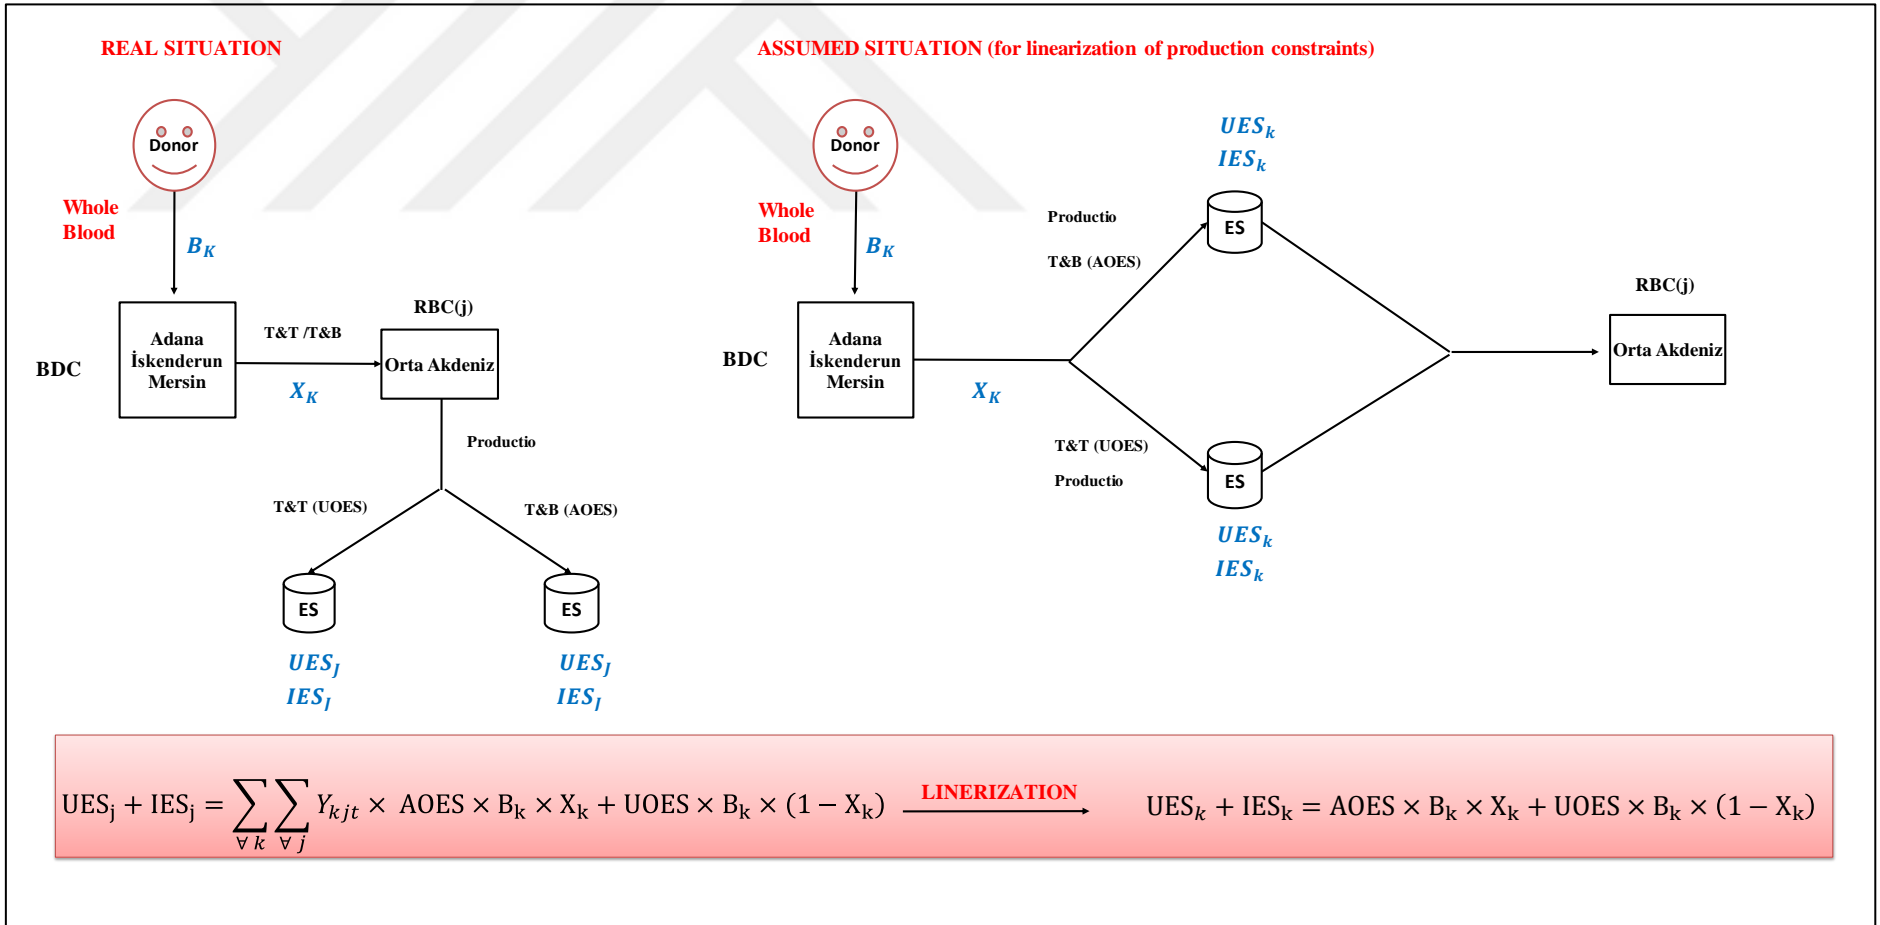 REAL SITUATION
Donor
Whole
Blood
B_K
BDC
Adana
İskenderun
Mersin
T&T /T&B
X_K
RBC(j)
Orta Akdeniz
Productio
T&T (UOES)
T&B (AOES)
ES
ES
UES_J
IES_J
UES_J
IES_J
ASSUMED SITUATION (for linearization of production constraints)
Donor
Whole
Blood
B_K
BDC
Adana
İskenderun
Mersin
X_K
Productio
T&B (AOES)
UES_k
IES_k
ES
T&T (UOES)
Productio
ES
UES_k
IES_k
RBC(j)
Orta Akdeniz
UES_j + IES_j = ∑_{∀ k} ∑_{∀ j} Y_{kjt} × AOES × B_k × X_k + UOES × B_k × (1 − X_k)
LINERIZATION
UES_k + IES_k = AOES × B_k × X_k + UOES × B_k × (1 − X_k)